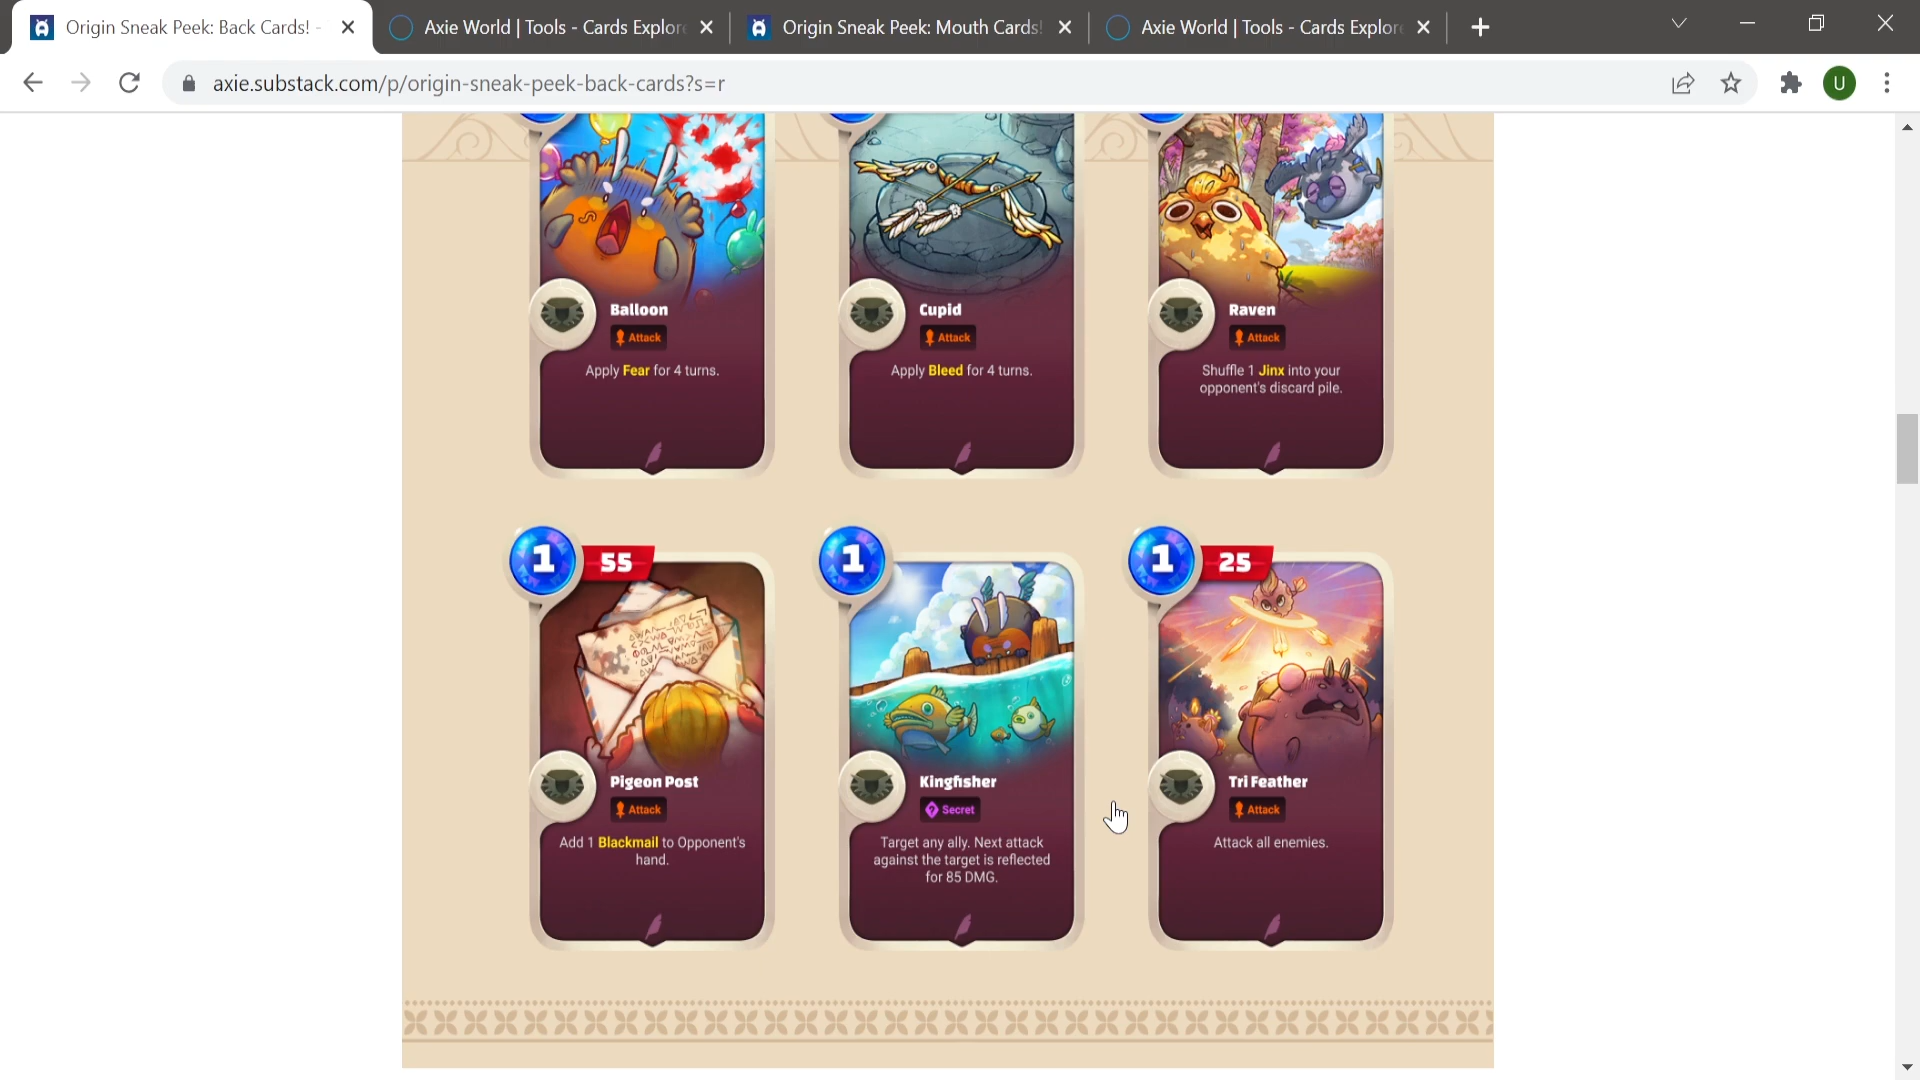 Origin Sneak Peek: Back Cards! -
Axie World | Tools - Cards Explore
Origin Sneak Peek: Mouth Cards!
Axie World | Tools - Cards Explore
axie.substack.com/p/origin-sneak-peek-back-cards?s=r
U
Balloon
Attack
Apply Fear for 4 turns.
Cupid
Attack
Apply Bleed for 4 turns.
Raven
Attack
Shuffle 1 Jinx into your
opponent's discard pile.
1
55
Pigeon Post
Attack
Add 1 Blackmail to Opponent's
hand.
1
Kingfisher
Secret
Target any ally. Next attack
against the target is reflected
for 85 DMG.
1
25
Tri Feather
Attack
Attack all enemies.